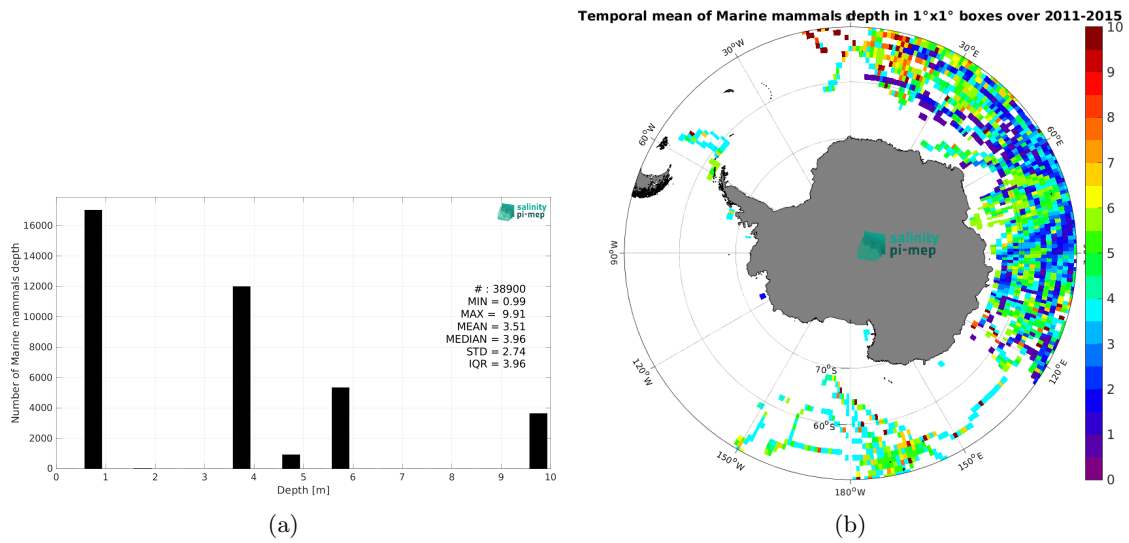 Temporal mean of Marine mammals depth in 1°x1° boxes over 2011-2015
salinity
pi-mep
# : 38900
MIN = 0.99
MAX = 9.91
MEAN = 3.51
MEDIAN = 3.96
STD = 2.74
IQR = 3.96
Number of Marine mammals depth
16000
14000
12000
10000
8000
6000
4000
2000
0
0 1 2 3 4 5 6 7 8 9 10
Depth [m]
(a)
30°W
30°E
60°W
60°E
90°W
salinity
pi-mep
120°W
120°E
70°S
60°S
150°W
150°E
180°W
10
9
8
7
6
5
4
3
2
1
0
(b)